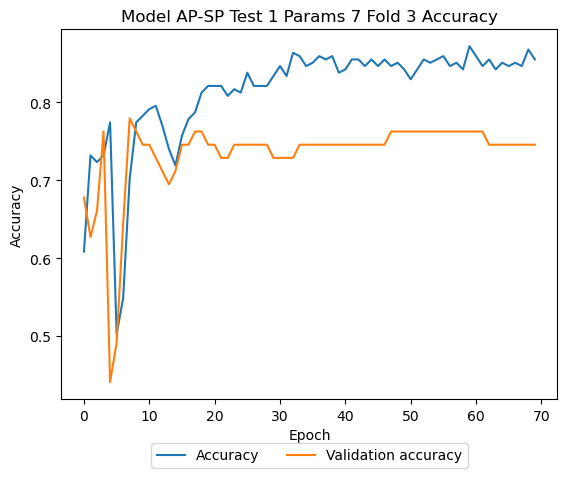 Model AP-SP Test 1 Params 7 Fold 3 Accuracy
Accuracy
0.8
0.7
0.6
0.5
0 10 20 30 40 50 60 70
Epoch
Accuracy Validation accuracy